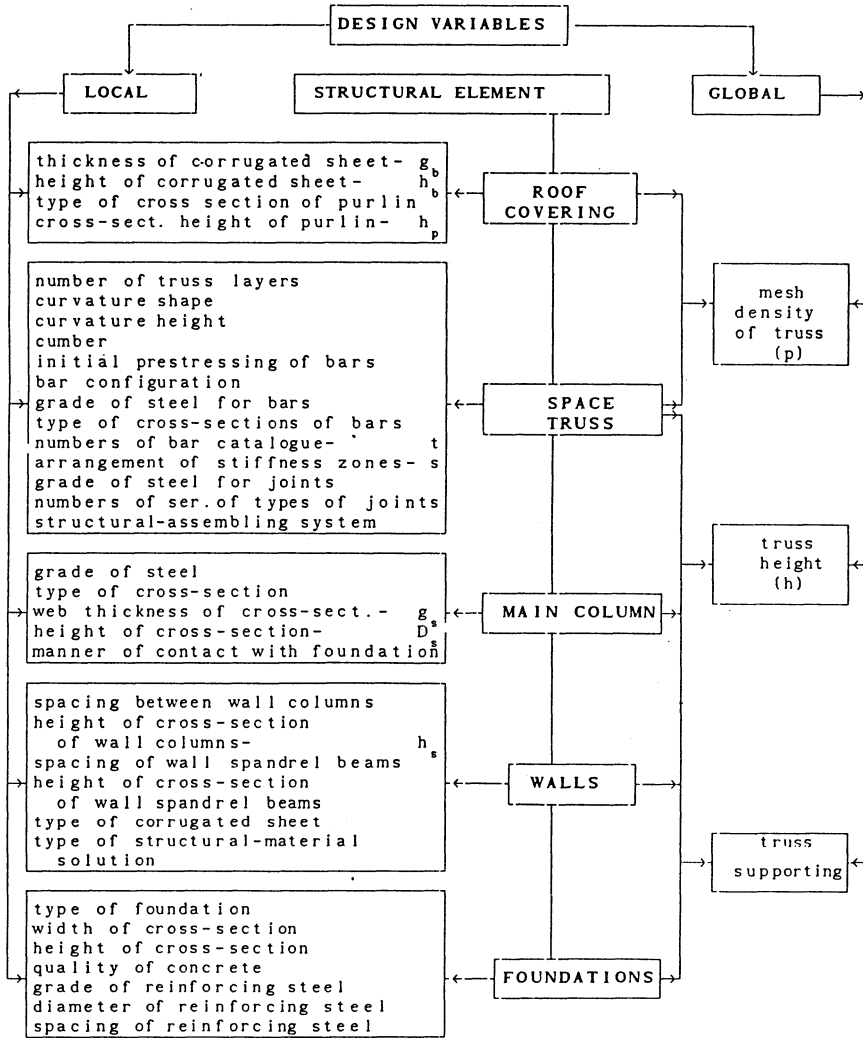 DESIGN VARIABLES
LOCAL
STRUCTURAL ELEMENT
GLOBAL
thickness of corrugated sheet- g_b
height of corrugated sheet- h_b
type of cross section of purlin
cross-sect. height of purlin- h_p
ROOF
COVERING
number of truss layers
curvature shape
curvature height
cumber
initial prestressing of bars
bar configuration
grade of steel for bars
type of cross-sections of bars
numbers of bar catalogue- t
arrangement of stiffness zones- s
grade of steel for joints
numbers of ser.of types of joints
structural-assembling system
SPACE
TRUSS
mesh
density
of truss
(p)
grade of steel
type of cross-section
web thickness of cross-sect.- g_s
height of cross-section- D_s
manner of contact with foundation
MAIN COLUMN
truss
height
(h)
spacing between wall columns
height of cross-section
of wall columns- h_s
spacing of wall spandrel beams
height of cross-section
of wall spandrel beams
type of corrugated sheet
type of structural-material
solution
WALLS
truss
supporting
type of foundation
width of cross-section
height of cross-section
quality of concrete
grade of reinforcing steel
diameter of reinforcing steel
spacing of reinforcing steel
FOUNDATIONS